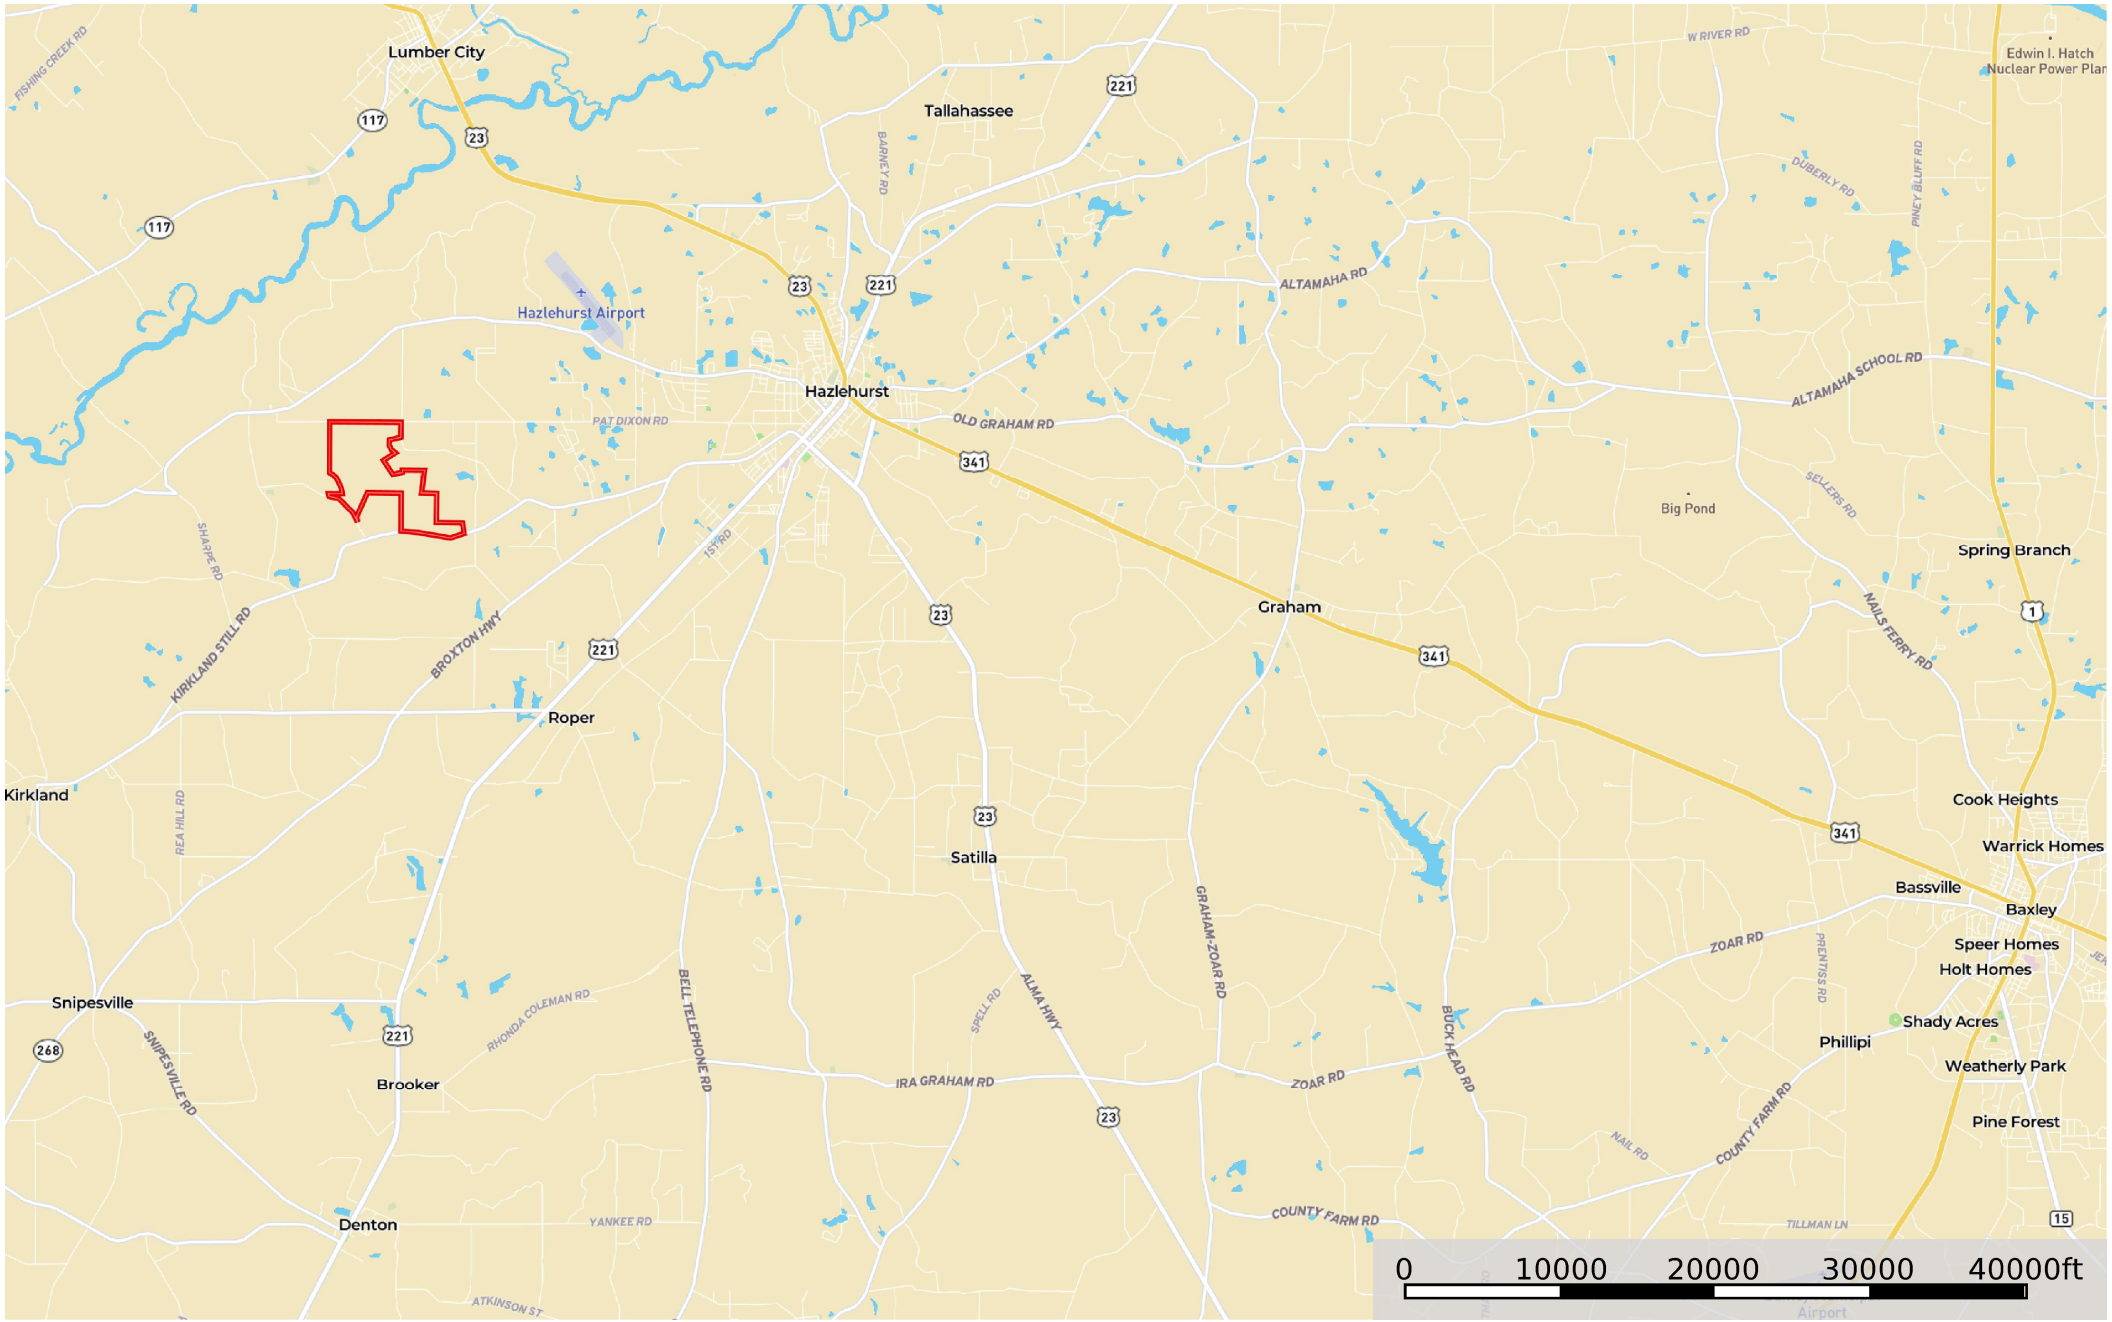 FISHING CREEK RD
Lumber City
W RIVER RD
Edwin I. Hatch
Nuclear Power Plan
221
Tallahassee
117
23
BARNEY RD
DUBERLY RD
PINEY BLUFF RD
117
23
221
ALTAMAHA RD
Hazlehurst Airport
ALTAMAHA SCHOOL RD
Hazlehurst
PAT DIXON RD
OLD GRAHAM RD
341
SELLERS RD
Big Pond
SHARPE RD
1ST RD
Spring Branch
KIRKLAND STILL RD
BROXTON HWY
221
23
Graham
NAILS FERRY RD
1
341
Roper
Kirkland
REA HILL RD
23
Satilla
Cook Heights
341
Warrick Homes
Bassville
Baxley
GRAHAM-ZOAR RD
ZOAR RD
PRENTISS RD
Speer Homes
JER
Holt Homes
Snipesville
RHONDA COLEMAN RD
BELL TELEPHONE RD
SPELL RD
ALMA HWY
BUCK HEAD RD
Shady Acres
268
SNIPESVILLE RD
221
Phillipi
Brooker
IRA GRAHAM RD
ZOAR RD
Weatherly Park
23
COUNTY FARM RD
Pine Forest
NAIL RD
Denton
YANKEE RD
COUNTY FARM RD
TILLMAN LN
15
0 10000 20000 30000 40000ft
ATKINSON ST
Airport